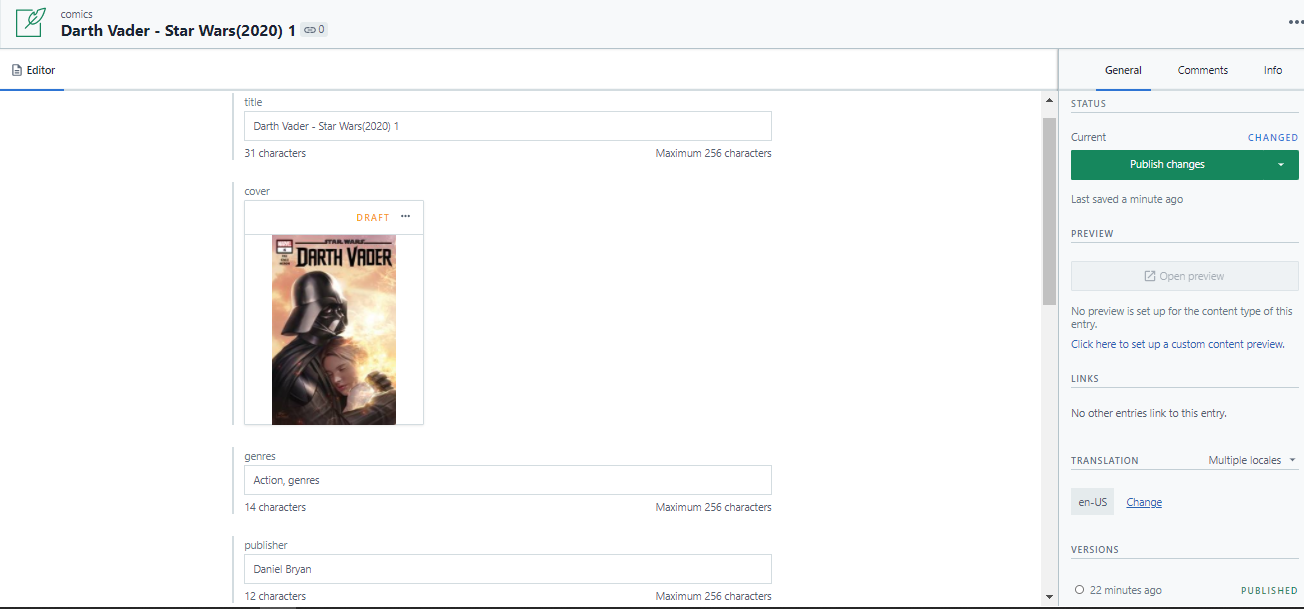 comics
Darth Vader - Star Wars(2020) 1 0
Editor
General Comments Info
title
Darth Vader - Star Wars(2020) 1
31 characters Maximum 256 characters
cover
DRAFT
MARVEL
STAR WARS
DARTH VADER
genres
Action, genres
14 characters Maximum 256 characters
publisher
Daniel Bryan
12 characters Maximum 256 characters
STATUS
Current CHANGED
Publish changes
Last saved a minute ago
PREVIEW
Open preview
No preview is set up for the content type of this
entry.
Click here to set up a custom content preview.
LINKS
No other entries link to this entry.
TRANSLATION Multiple locales
en-US Change
VERSIONS
22 minutes ago PUBLISHED